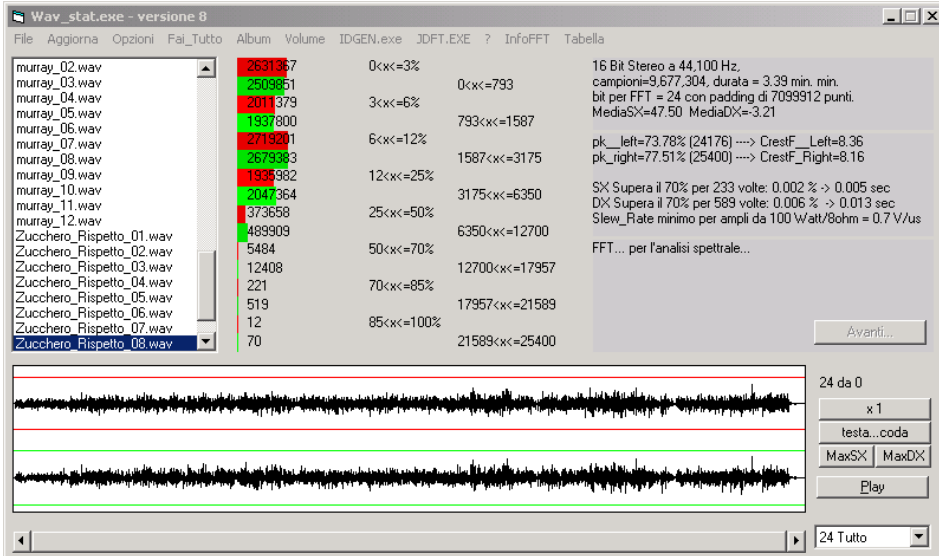 Wav_stat.exe - versione 8
File Aggiorna Opzioni Fai_Tutto Album Volume IDGEN.exe JDFT.EXE ? InfoFFT Tabella
murray_02.wav
murray_03.wav
murray_04.wav
murray_05.wav
murray_06.wav
murray_07.wav
murray_08.wav
murray_09.wav
murray_10.wav
murray_11.wav
murray_12.wav
Zucchero_Rispetto_01.wav
Zucchero_Rispetto_02.wav
Zucchero_Rispetto_03.wav
Zucchero_Rispetto_04.wav
Zucchero_Rispetto_05.wav
Zucchero_Rispetto_06.wav
Zucchero_Rispetto_07.wav
Zucchero_Rispetto_08.wav
2631367 0<x<=3%
2509851 0<x<=793
2011379 3<x<=6%
1937800 793<x<=1587
2719201 6<x<=12%
2679383 1587<x<=3175
1935982 12<x<=25%
2047364 3175<x<=6350
373658 25<x<=50%
489909 6350<x<=12700
5484 50<x<=70%
12408 12700<x<=17957
221 70<x<=85%
519 17957<x<=21589
12 85<x<=100%
70 21589<x<=25400
16 Bit Stereo a 44,100 Hz,
campioni=9,677,304, durata = 3.39 min. min.
bit per FFT = 24 con padding di 7099912 punti.
MediaSX=47.50 MediaDX=-3.21
pk__left=73.78% (24176) ----> CrestF__Left=8.36
pk_right=77.51% (25400) ----> CrestF_Right=8.16
SX Supera il 70% per 233 volte: 0.002 % -> 0.005 sec
DX Supera il 70% per 589 volte: 0.006 % -> 0.013 sec
Slew_Rate minimo per ampli da 100 Watt/8ohm = 0.7 V/us
FFT... per l'analisi spettrale...
Avanti...
24 da 0
x 1
testa...coda
MaxSX MaxDX
Play
24 Tutto